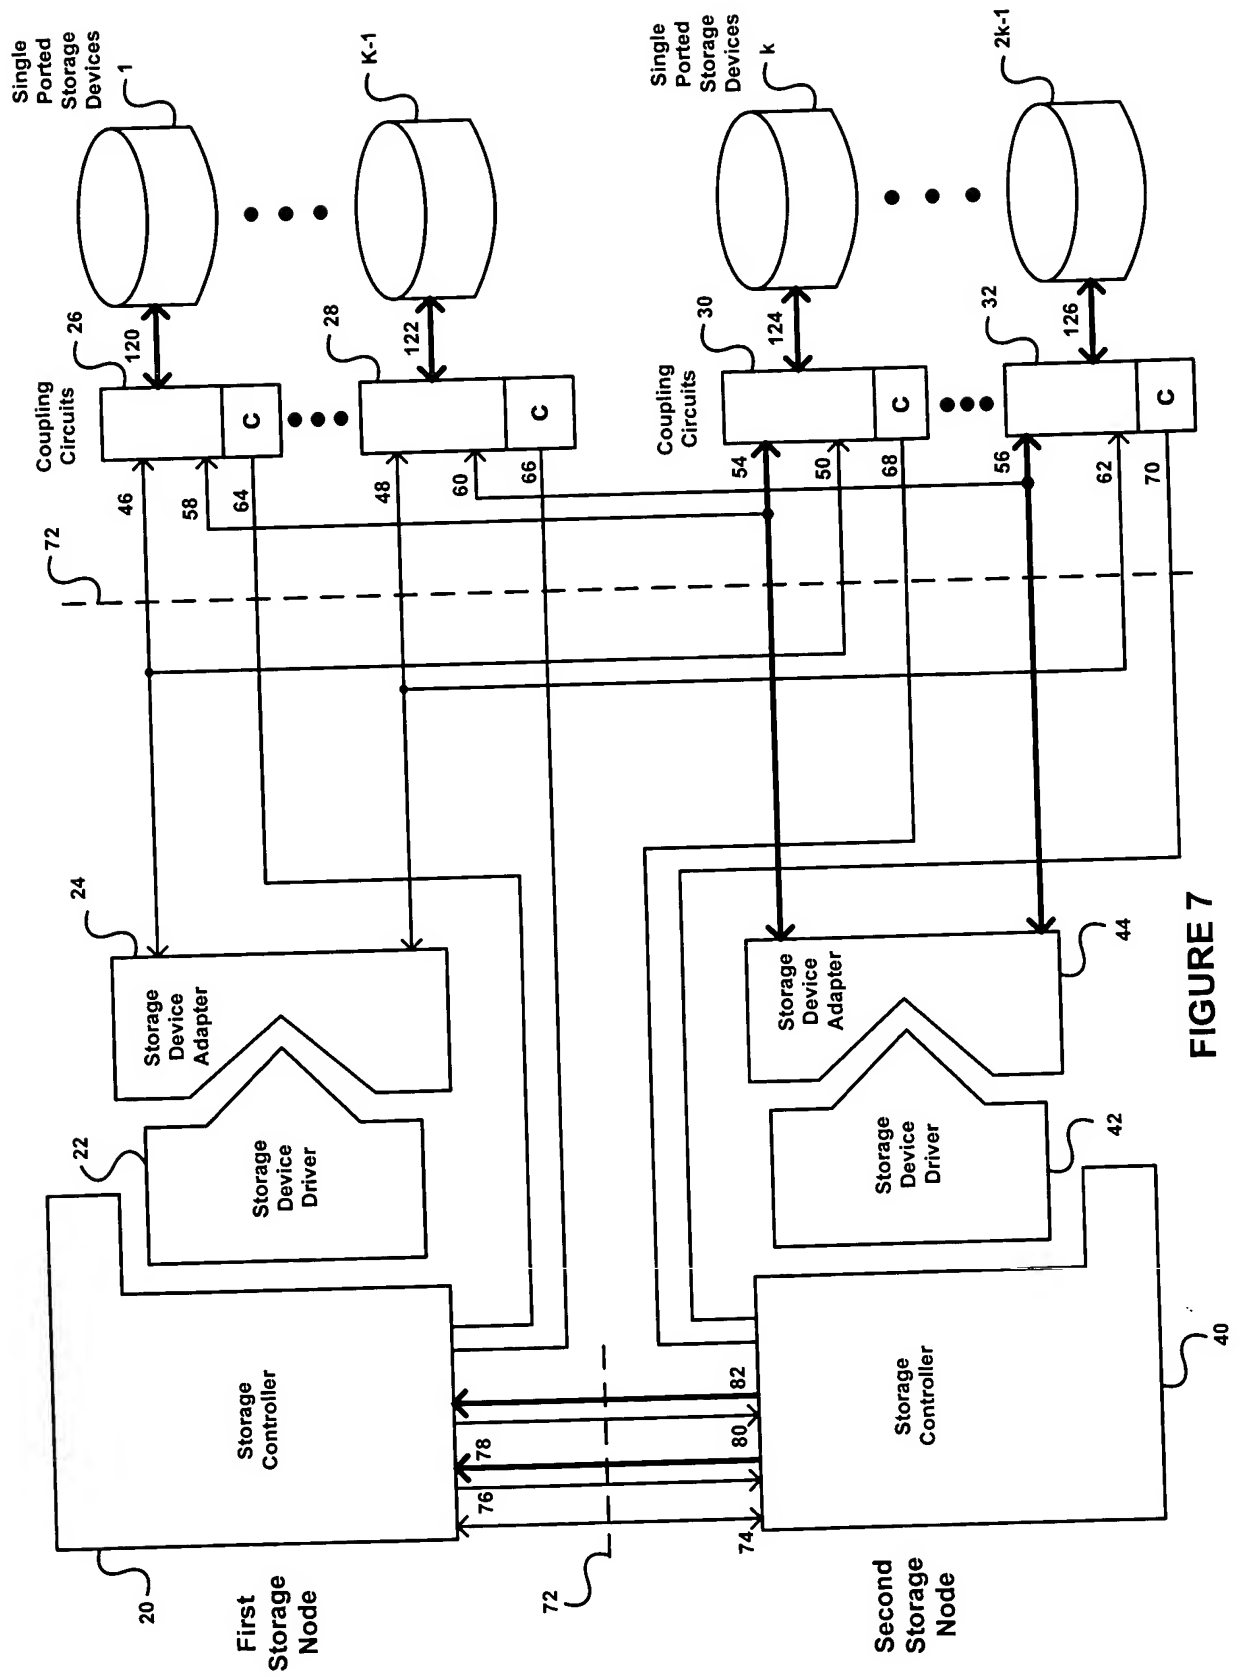 Single
Ported
Storage
Devices
1
K-1
Single
Ported
Storage
Devices
k
2k-1
120
122
124
126
26
28
30
32
Coupling
Circuits
Coupling
Circuits
C
C
C
C
46
58
64
48
60
66
54
50
68
56
62
70
72
24
Storage
Device
Adapter
Storage
Device
Adapter
44
22
Storage
Device
Driver
Storage
Device
Driver
42
Storage
Controller
Storage
Controller
82
80
78
76
74
72
20
40
First
Storage
Node
Second
Storage
Node
FIGURE 7